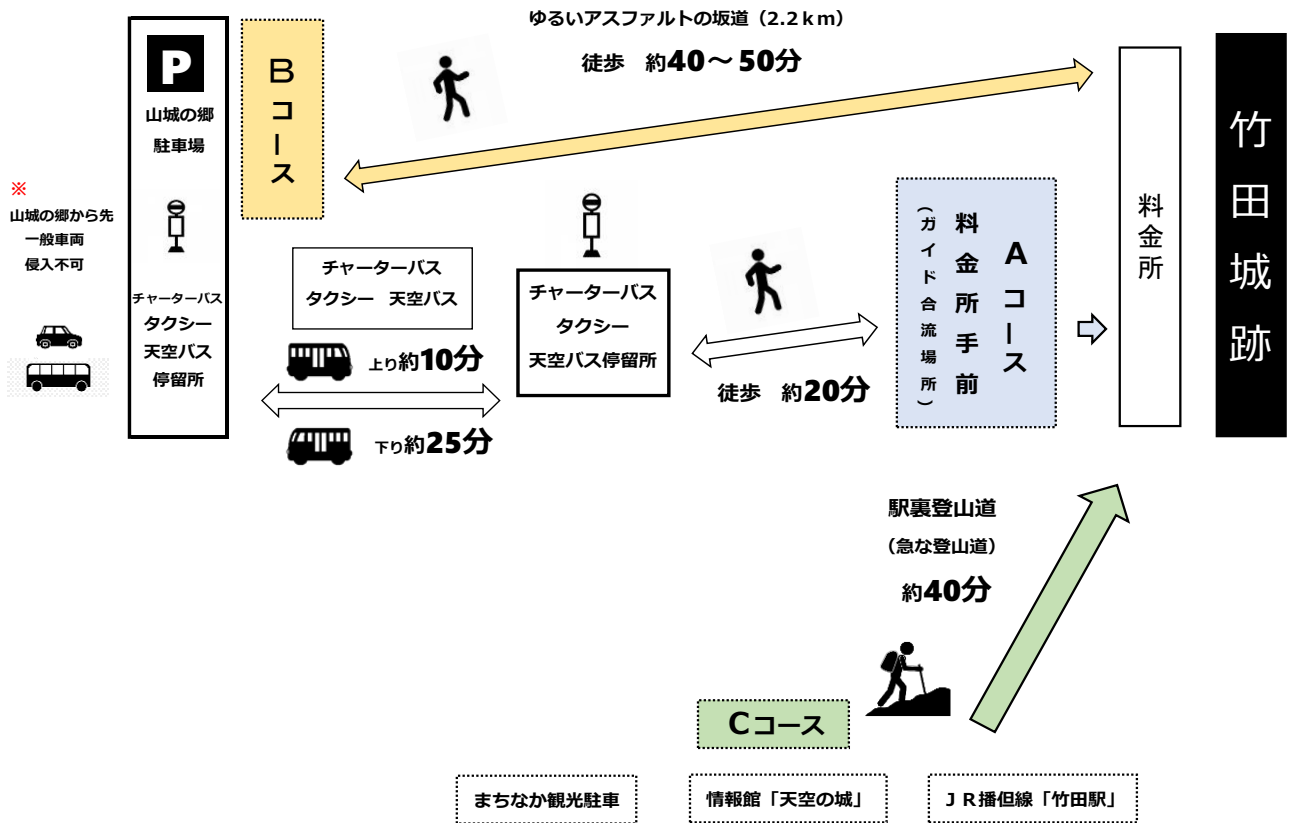 ゆるいアスファルトの坂道（2.2ｋｍ）
徒歩　約40～50分
P
山城の郷
駐車場
チャーターバス
タクシー
天空バス
停留所
※
山城の郷から先
一般車両
侵入不可
Ｂコース
チャーターバス
タクシー　天空バス
上り約10分
下り約25分
チャーターバス
タクシー
天空バス停留所
徒歩　約20分
Ａコース
料金所手前
（ガイド合流場所）
料金所
竹田城跡
駅裏登山道
（急な登山道）
約40分
Ｃコース
まちなか観光駐車
情報館「天空の城」
ＪＲ播但線「竹田駅」